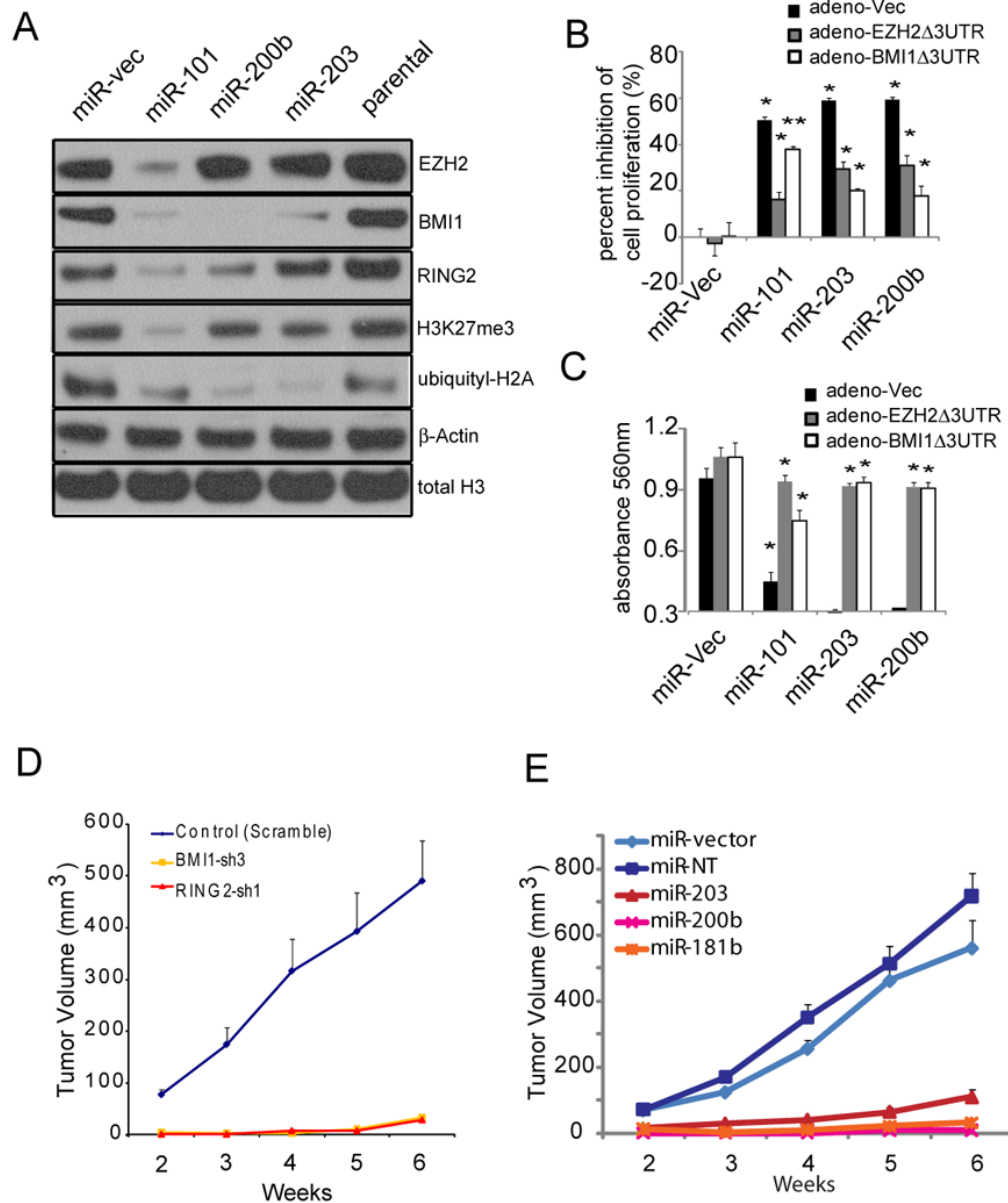 A
miR-vec
miR-101
miR-200b
miR-203
parental
EZH2
BMI1
RING2
H3K27me3
ubiquityl-H2A
β-Actin
total H3
B
adeno-Vec
adeno-EZH2Δ3UTR
adeno-BMI1Δ3UTR
percent inhibition of
cell proliferation (%)
80
60
40
20
0
-20
* * ** * * * * * *
miR-Vec
miR-101
miR-203
miR-200b
C
adeno-Vec
adeno-EZH2Δ3UTR
adeno-BMI1Δ3UTR
absorbance 560nm
1.2
0.9
0.6
0.3
* * * * * * *
miR-Vec
miR-101
miR-203
miR-200b
D
Control (Scramble)
BMI1-sh3
RING2-sh1
Tumor Volume (mm3)
600
500
400
300
200
100
0
2 3 4 5 6
Weeks
E
miR-vector
miR-NT
miR-203
miR-200b
miR-181b
Tumor Volume (mm3)
800
600
400
200
0
2 3 4 5 6
Weeks